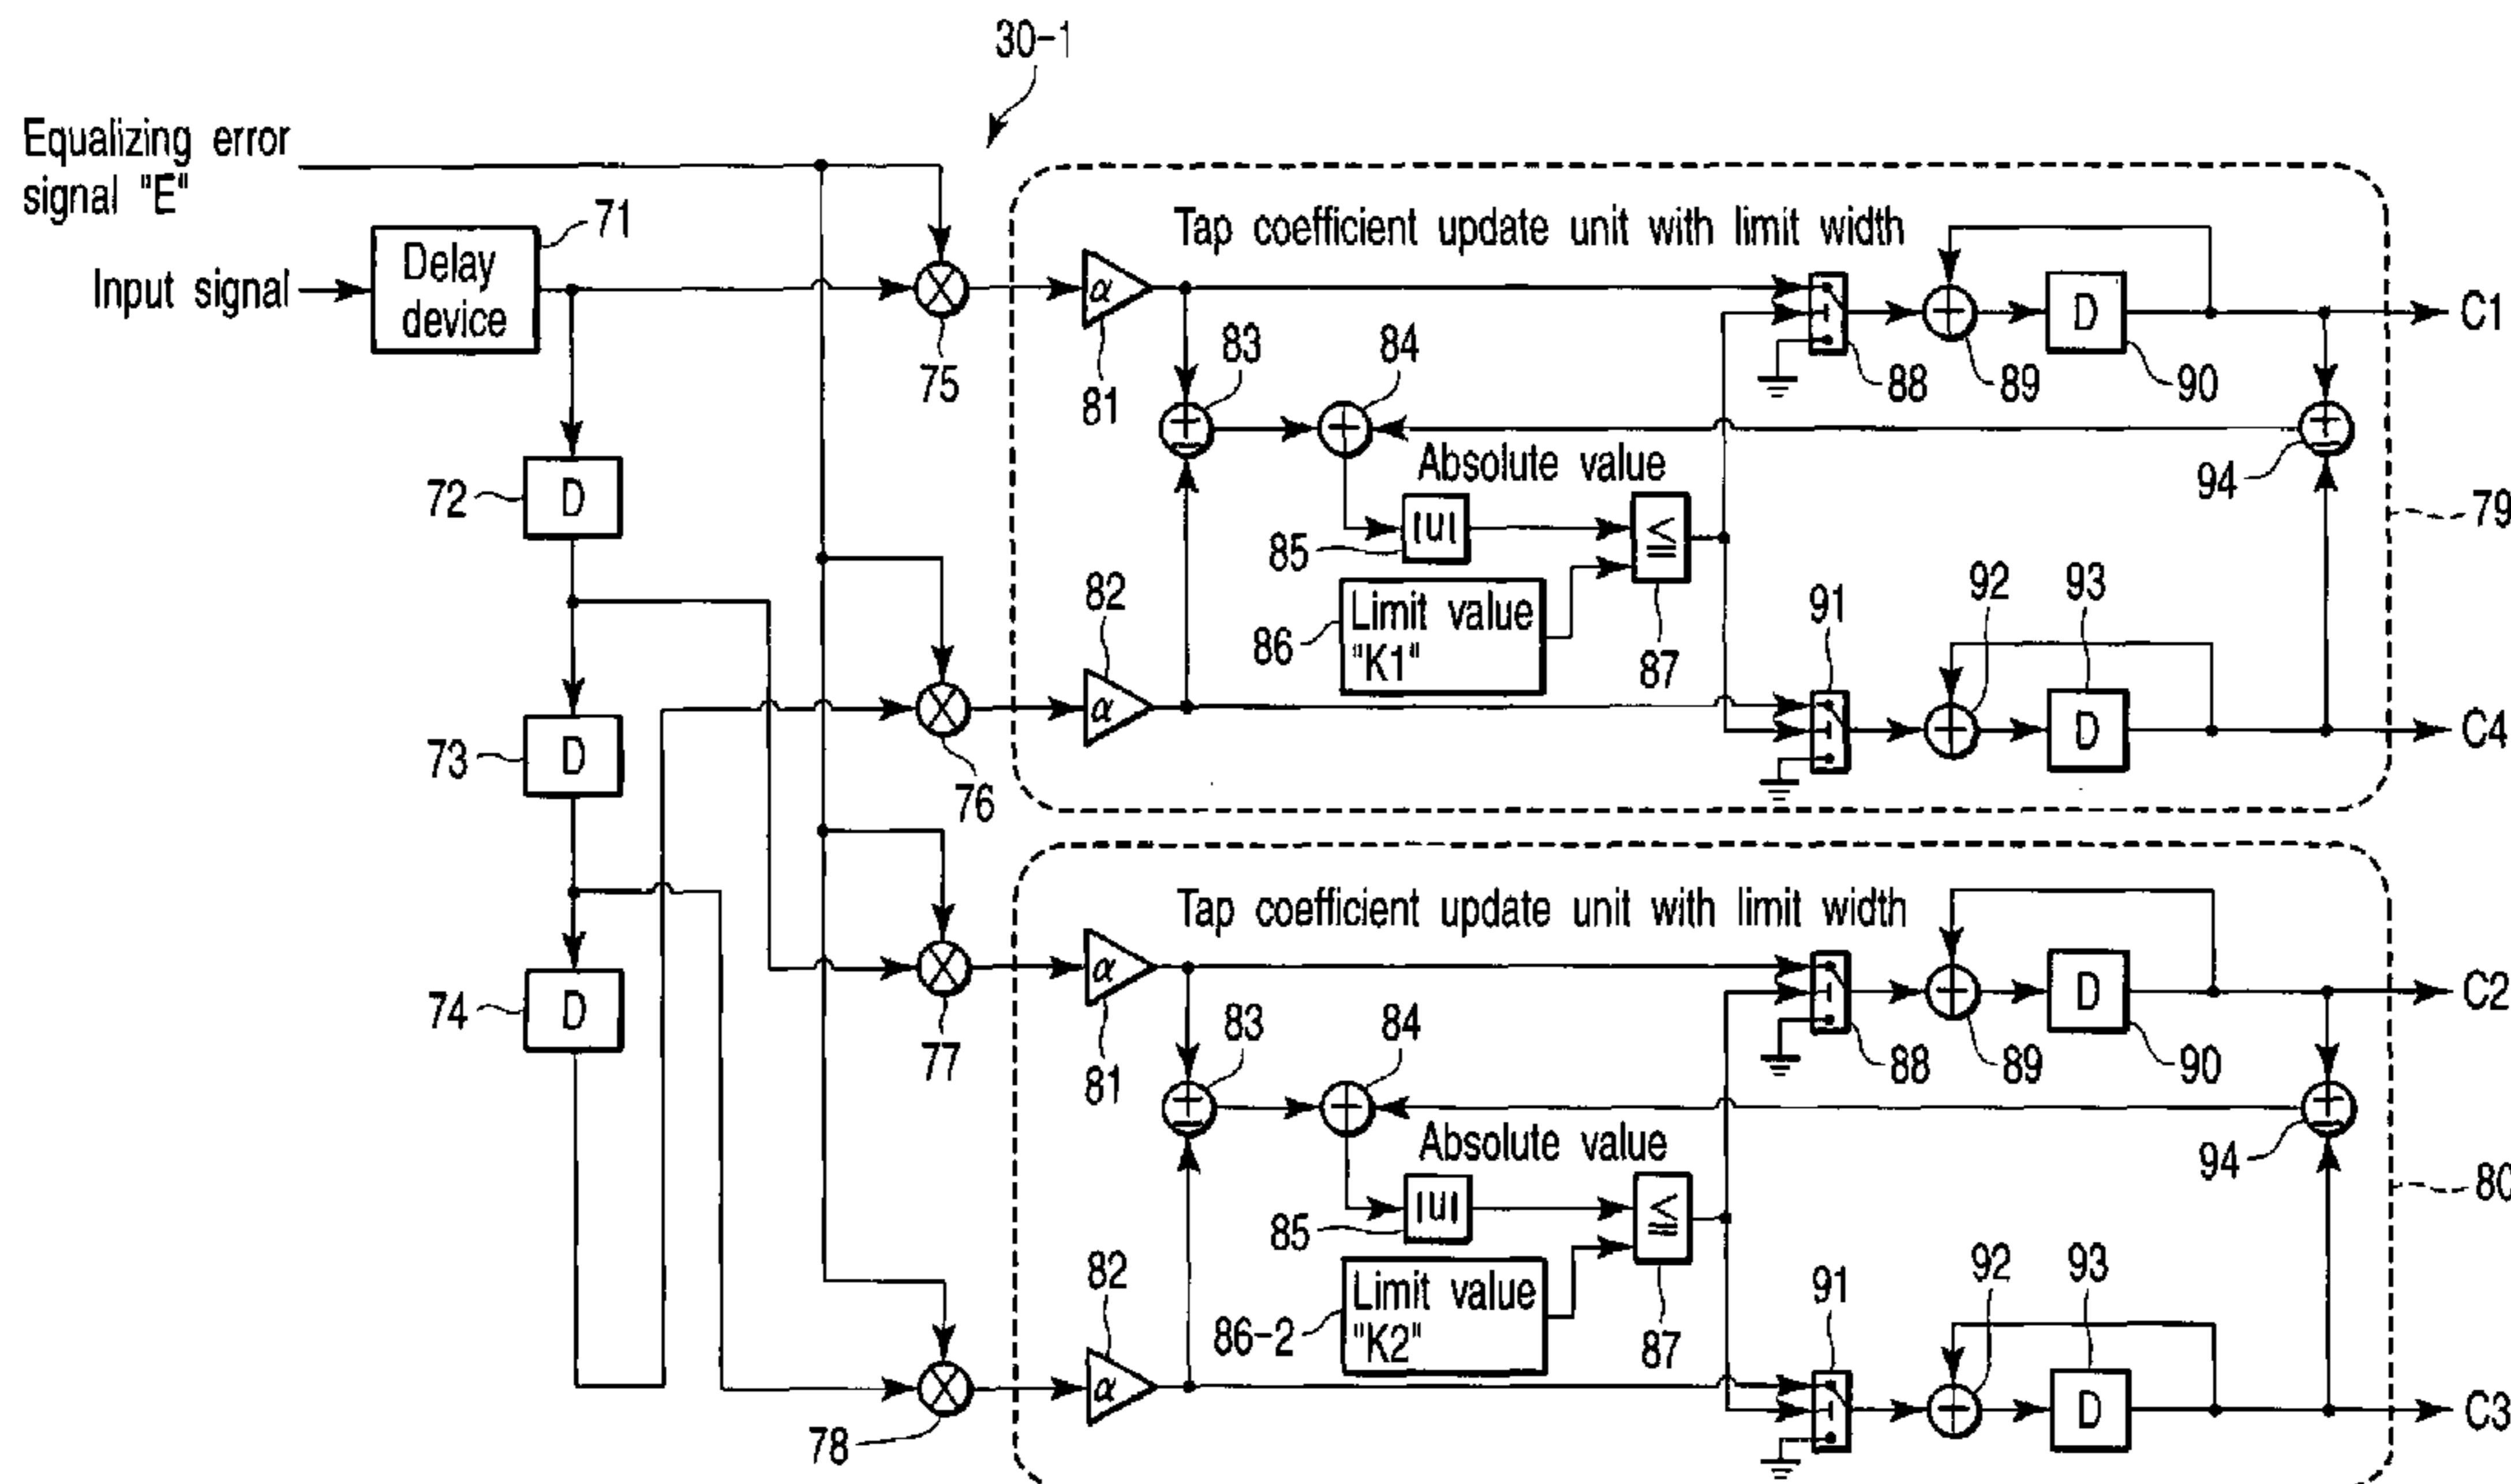 30-1
Equalizing error
signal "E"
71
Delay
device
Input signal
75
Tap coefficient update unit with limit width
α
81
83
84
88
D
89
90
C1
94
79
72
D
Absolute value
|U|
85
≦
87
Limit value
"K1"
86
82
α
76
91
92
93
D
C4
73
D
74
D
77
Tap coefficient update unit with limit width
α
81
83
84
88
D
89
90
C2
94
80
Absolute value
|U|
85
≦
87
Limit value
"K2"
86-2
82
α
78
91
92
93
D
C3